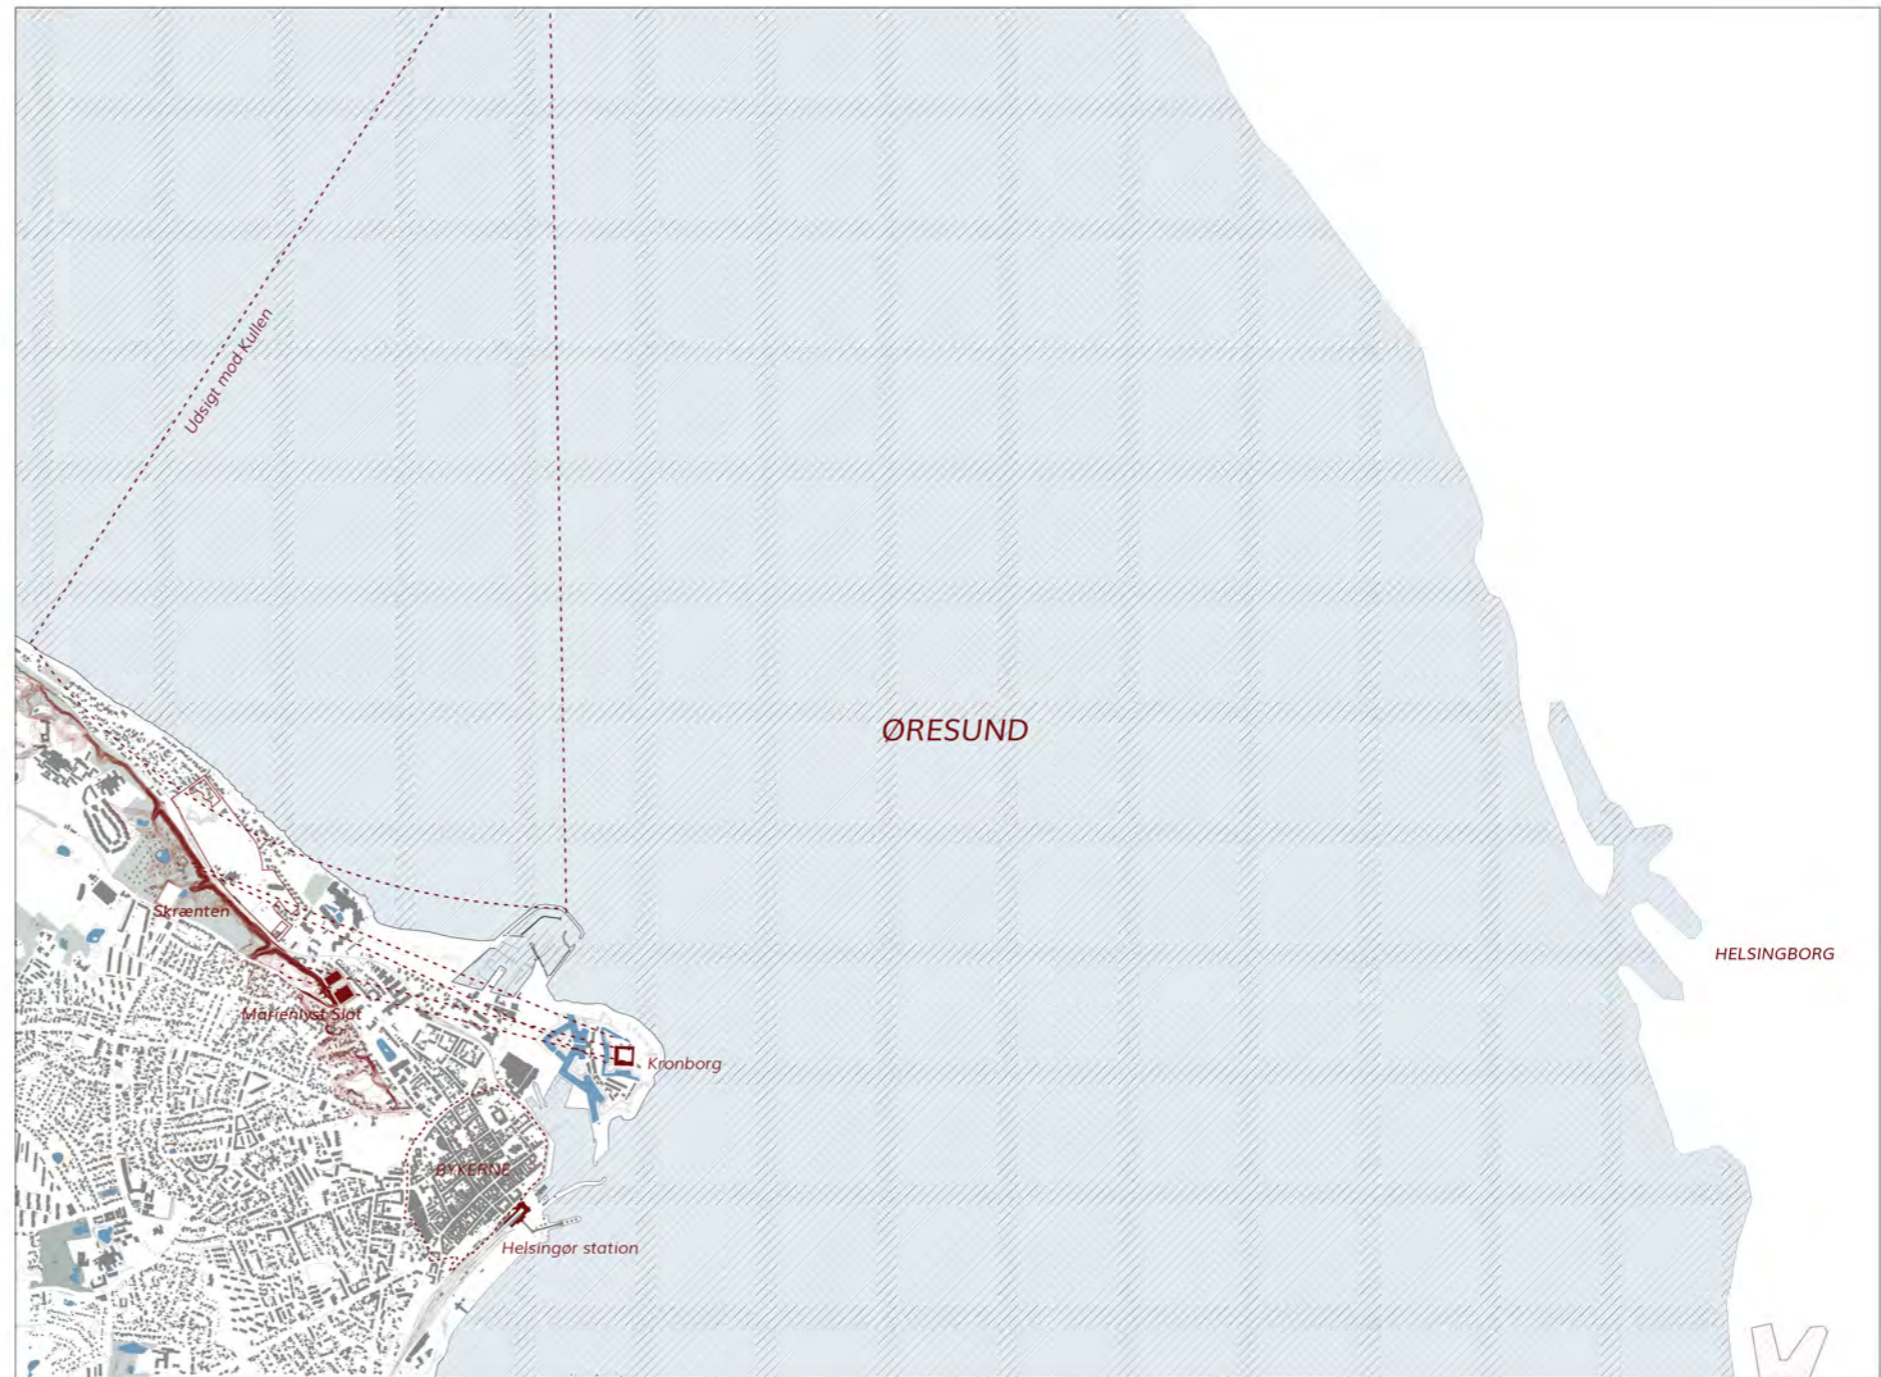 Udsigt mod Kullen
ØRESUND
Skrænten
HELSINGBORG
Marienlyst Slot
Kronborg
BYKERNE
Helsingør station